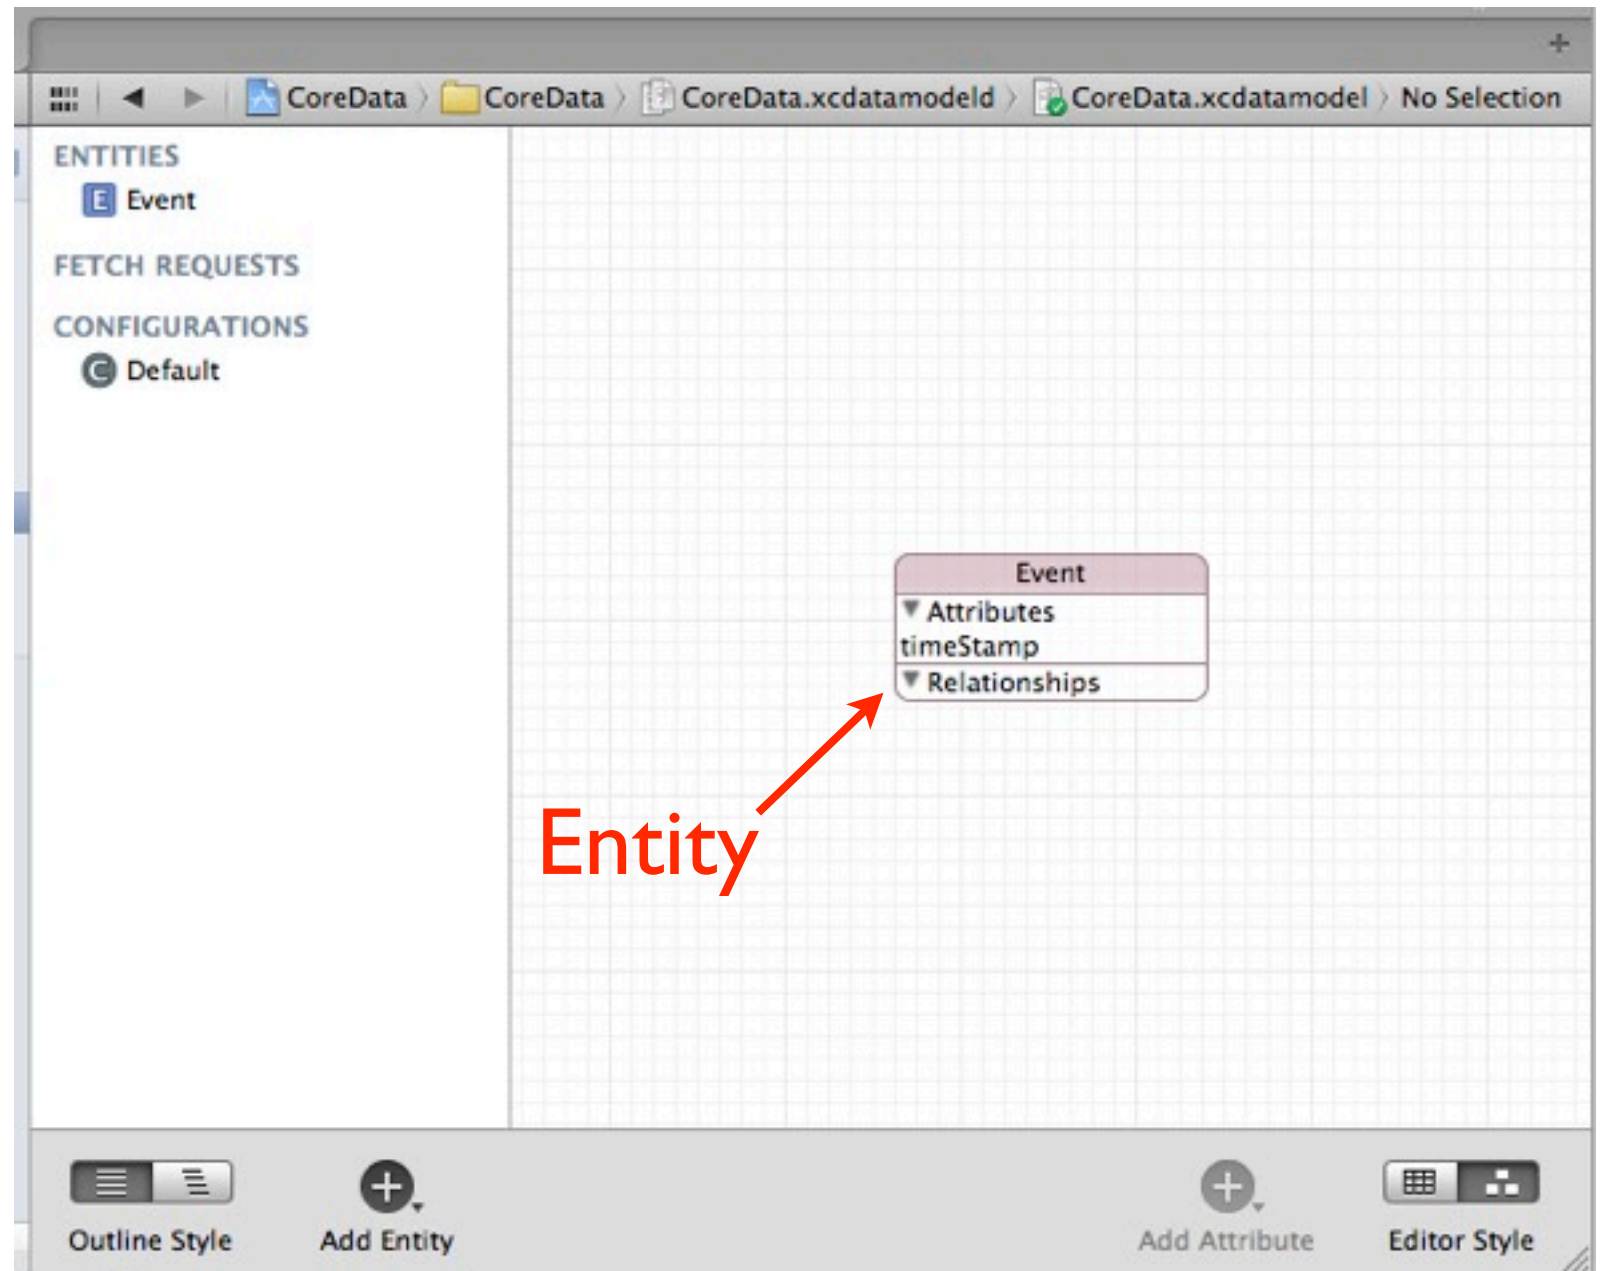 CoreData CoreData CoreData.xcdatamodeld CoreData.xcdatamodel No Selection
ENTITIES
E Event
FETCH REQUESTS
CONFIGURATIONS
C Default
Event
Attributes
timeStamp
Relationships
Entity
Outline Style Add Entity Add Attribute Editor Style